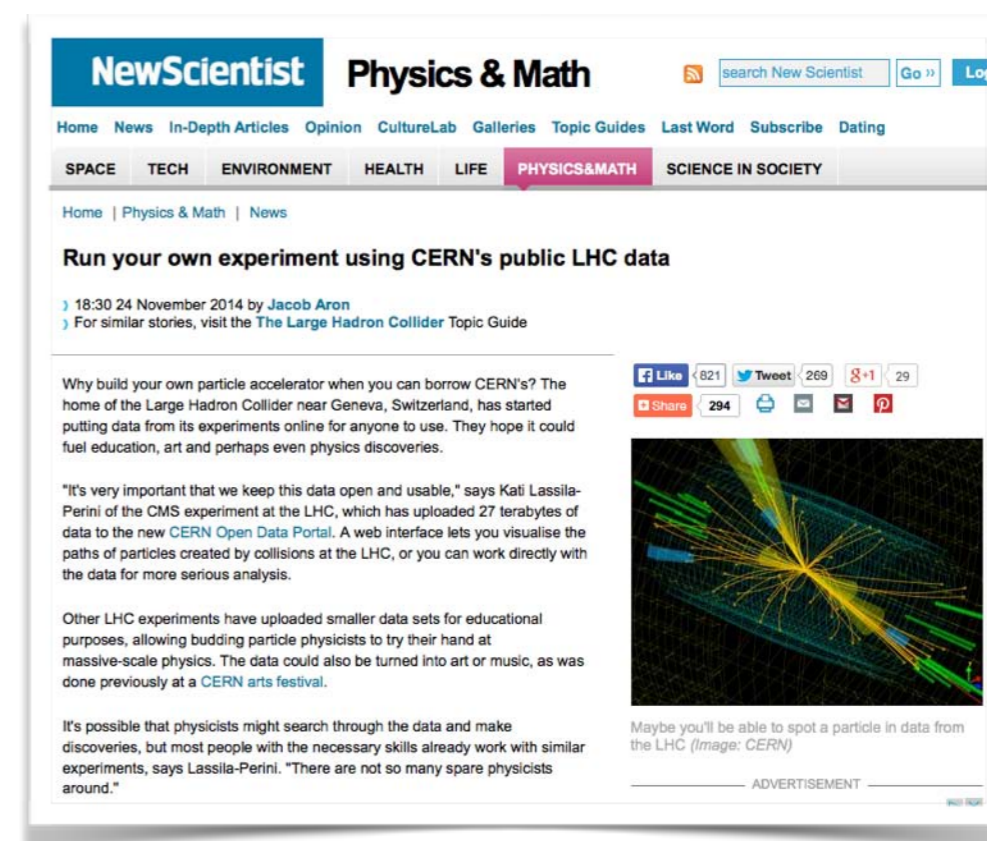 NewScientist Physics & Math
search New Scientist Go »
Home News In-Depth Articles Opinion CultureLab Galleries Topic Guides Last Word Subscribe Dating
SPACE TECH ENVIRONMENT HEALTH LIFE PHYSICS&MATH SCIENCE IN SOCIETY
Home | Physics & Math | News
Run your own experiment using CERN's public LHC data
18:30 24 November 2014 by Jacob Aron
For similar stories, visit the The Large Hadron Collider Topic Guide
Why build your own particle accelerator when you can borrow CERN's? The
home of the Large Hadron Collider near Geneva, Switzerland, has started
putting data from its experiments online for anyone to use. They hope it could
fuel education, art and perhaps even physics discoveries.
"It's very important that we keep this data open and usable," says Kati Lassila-
Perini of the CMS experiment at the LHC, which has uploaded 27 terabytes of
data to the new CERN Open Data Portal. A web interface lets you visualise the
paths of particles created by collisions at the LHC, or you can work directly with
the data for more serious analysis.
Other LHC experiments have uploaded smaller data sets for educational
purposes, allowing budding particle physicists to try their hand at
massive-scale physics. The data could also be turned into art or music, as was
done previously at a CERN arts festival.
It's possible that physicists might search through the data and make
discoveries, but most people with the necessary skills already work with similar
experiments, says Lassila-Perini. "There are not so many spare physicists
around."
Like 821 Tweet 269 g+1 29
Share 294
Maybe you'll be able to spot a particle in data from
the LHC (Image: CERN)
ADVERTISEMENT